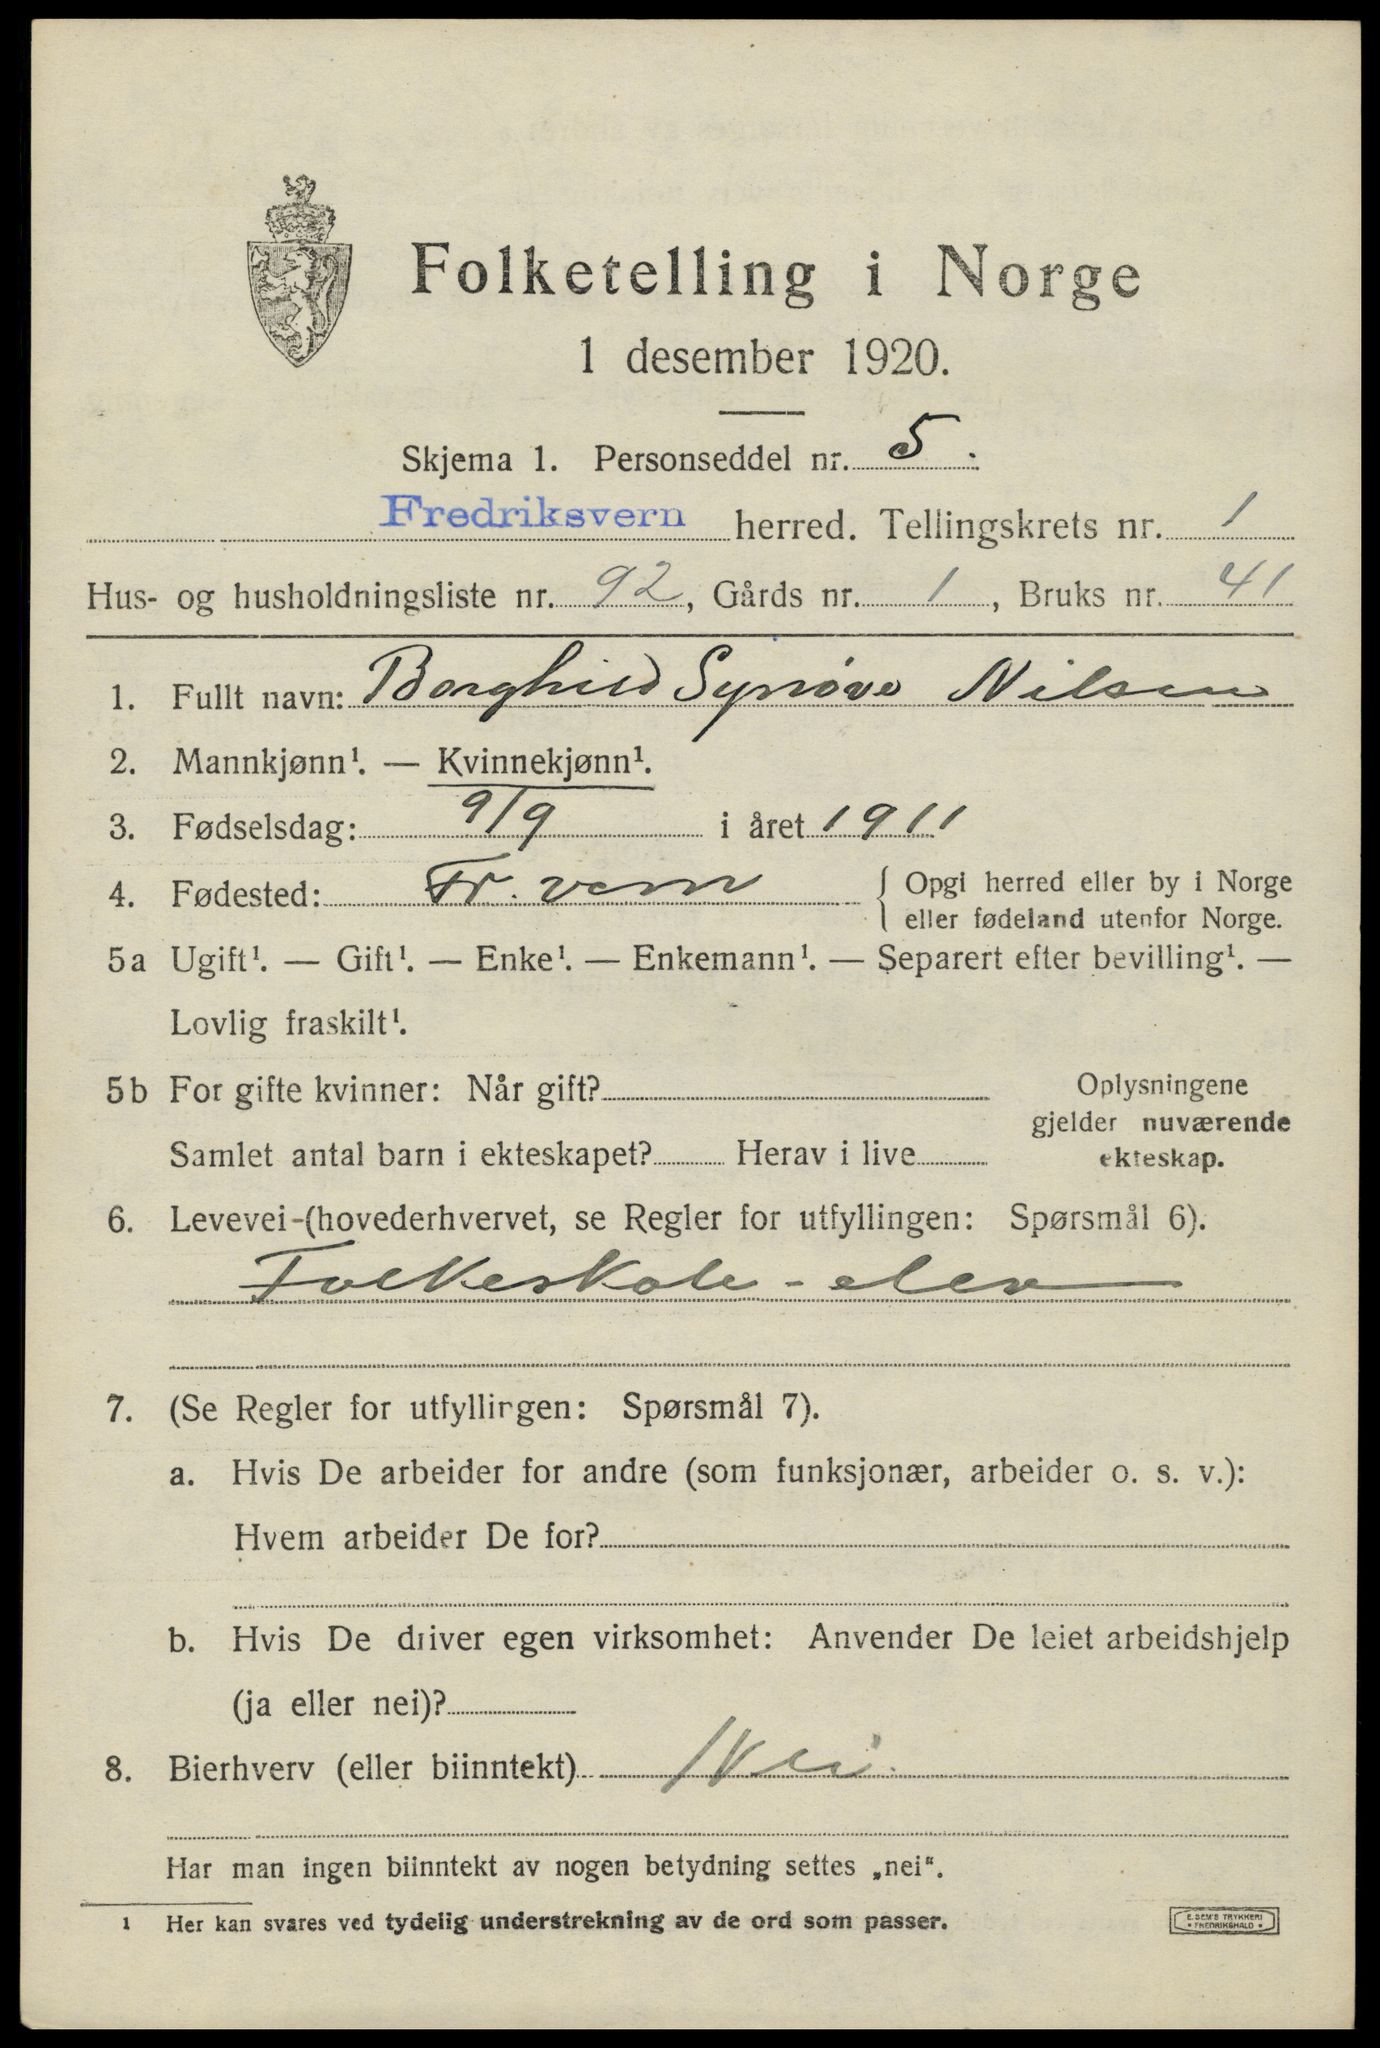 Folketelling i Norge
1 desember 1920.
Skjema 1. Personseddel nr. 5.
Fredriksvern herred. Tellingskrets nr. 1
Hus- og husholdningsliste nr. 92, Gårds nr. 1, Bruks nr. 41
1. Fullt navn: Borghild Synöve Nilsen
2. Mannkjønn¹. — Kvinnekjønn¹.
3. Fødselsdag: 9/9 i året 1911
4. Fødested: Fr. vern { Opgi herred eller by i Norge
eller fødeland utenfor Norge.
5a Ugift¹. — Gift¹. — Enke¹. — Enkemann¹. — Separert efter bevilling¹. —
Lovlig fraskilt¹.
5b For gifte kvinner: Når gift? Oplysningene
gjelder nuværende
Samlet antal barn i ekteskapet? Herav i live ekteskap.
6. Levevei-(hovederhvervet, se Regler for utfyllingen: Spørsmål 6).
Folkeskole-elev
7. (Se Regler for utfyllingen: Spørsmål 7).
a. Hvis De arbeider for andre (som funksjonær, arbeider o. s. v.):
Hvem arbeider De for?
b. Hvis De driver egen virksomhet: Anvender De leiet arbeidshjelp
(ja eller nei)?
8. Bierhverv (eller biinntekt) Nei.
Har man ingen biinntekt av nogen betydning settes „nei“.
1 Her kan svares ved tydelig understrekning av de ord som passer.
E. SEM'S TRYKKERI
• FREDRIKSHALD •